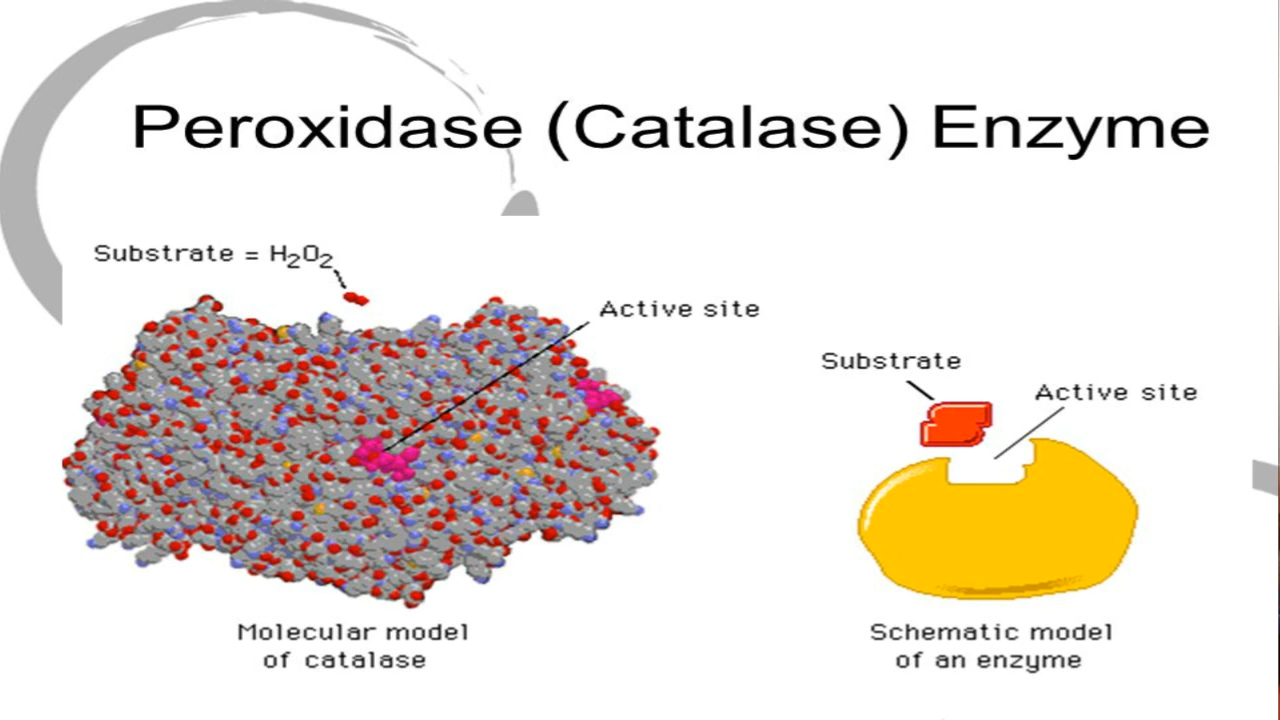 Peroxidase (Catalase) Enzyme
Substrate = H₂O₂
Active site
Substrate
Active site
Molecular model
of catalase
Schematic model
of an enzyme